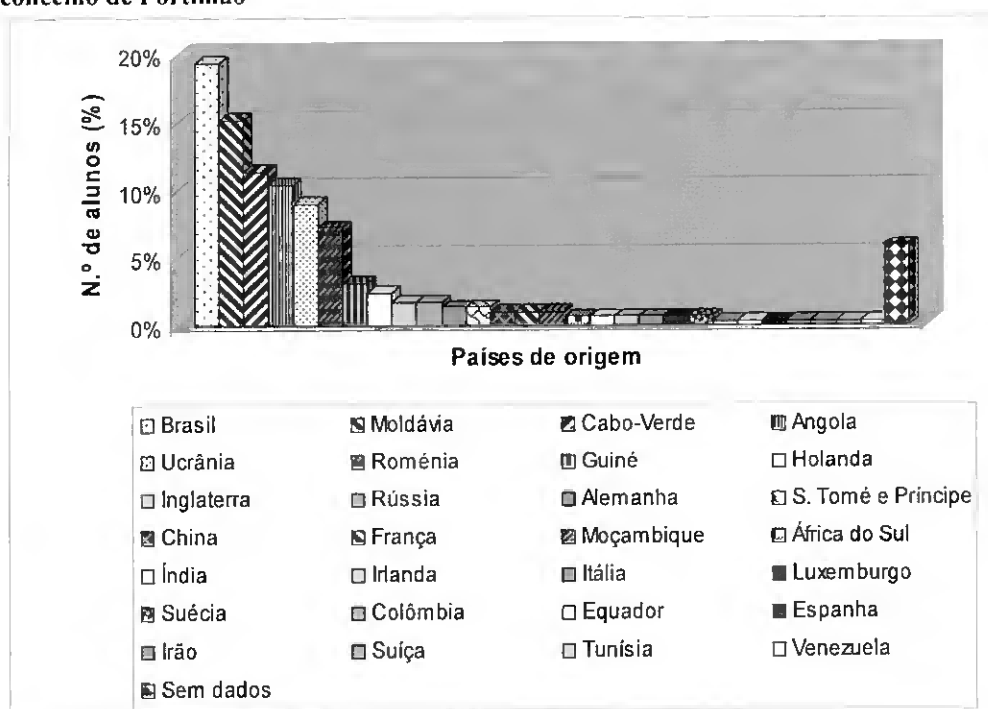 concelho de Portimão
20%
15%
10%
5%
0%
N.º de alunos (%)
Países de origem
Brasil Moldávia Cabo-Verde Angola
Ucrânia Roménia Guiné Holanda
Inglaterra Rússia Alemanha S. Tomé e Príncipe
China França Moçambique África do Sul
Índia Irlanda Itália Luxemburgo
Suécia Colômbia Equador Espanha
Irão Suíça Tunísia Venezuela
Sem dados